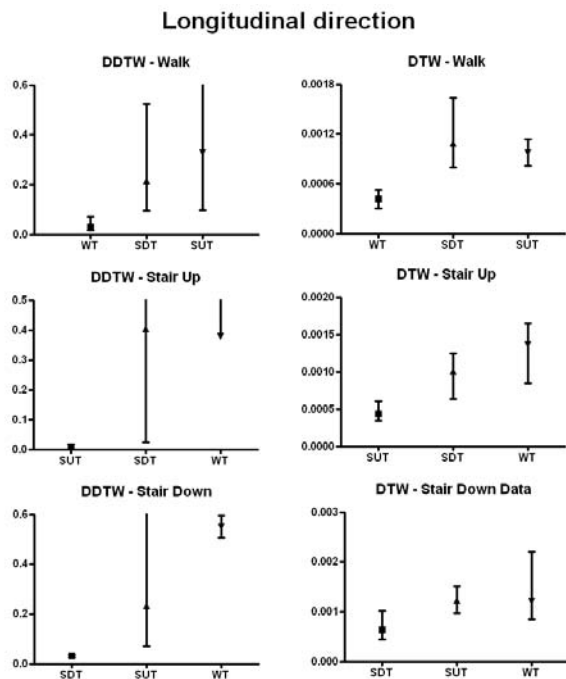 Longitudinal direction
DDTW - Walk
0.6
0.4
0.2
0.0
WT SDT SUT
DTW - Walk
0.0018
0.0012
0.0006
0.0000
WT SDT SUT
DDTW - Stair Up
0.5
0.4
0.3
0.2
0.1
0.0
SUT SDT WT
DTW - Stair Up
0.0020
0.0015
0.0010
0.0005
0.0000
SUT SDT WT
DDTW - Stair Down
0.6
0.4
0.2
0.0
SDT SUT WT
DTW - Stair Down Data
0.003
0.002
0.001
0.000
SDT SUT WT